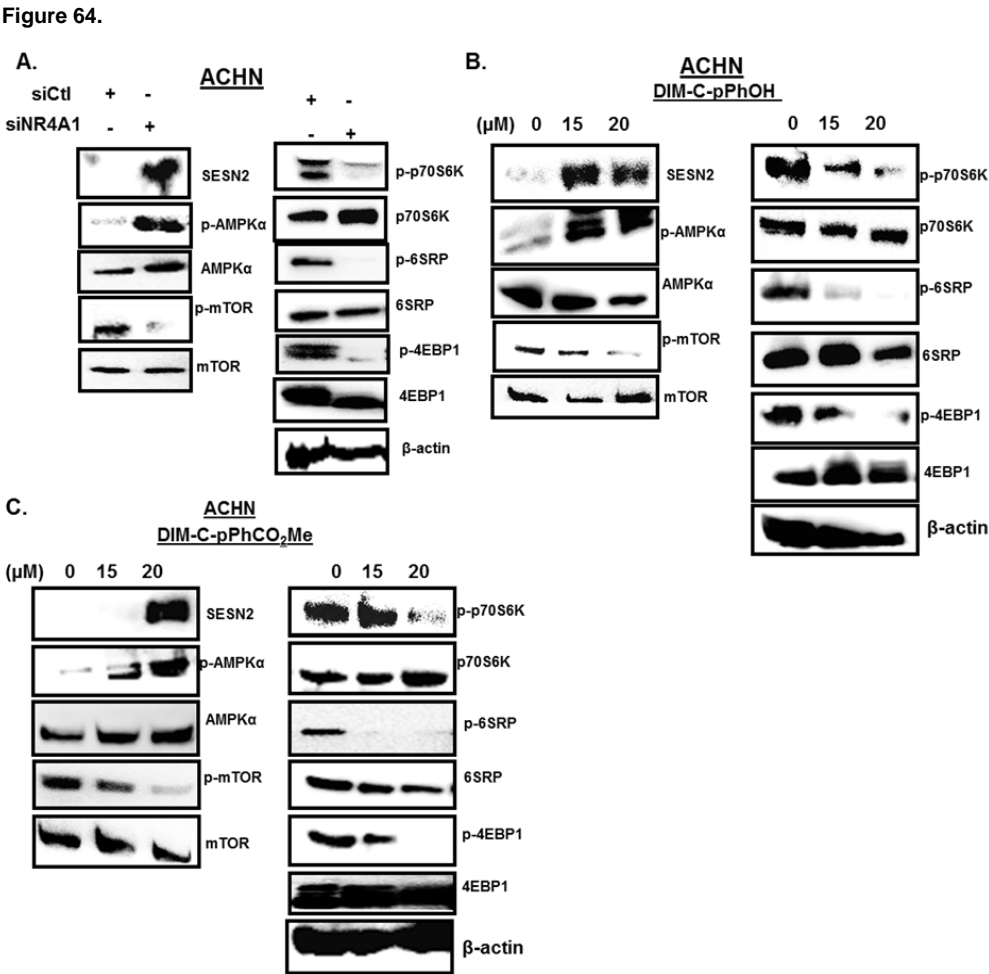 Figure 64.
A.
ACHN
siCtl + -
siNR4A1 - +
+ -
- +
SESN2
p-AMPKα
AMPKα
p-mTOR
mTOR
p-p70S6K
p70S6K
p-6SRP
6SRP
p-4EBP1
4EBP1
β-actin
B.
ACHN
DIM-C-pPhOH
(μM) 0 15 20
0 15 20
SESN2
p-AMPKα
AMPKα
p-mTOR
mTOR
p-p70S6K
p70S6K
p-6SRP
6SRP
p-4EBP1
4EBP1
β-actin
C.
ACHN
DIM-C-pPhCO₂Me
(μM) 0 15 20
0 15 20
SESN2
p-AMPKα
AMPKα
p-mTOR
mTOR
p-p70S6K
p70S6K
p-6SRP
6SRP
p-4EBP1
4EBP1
β-actin